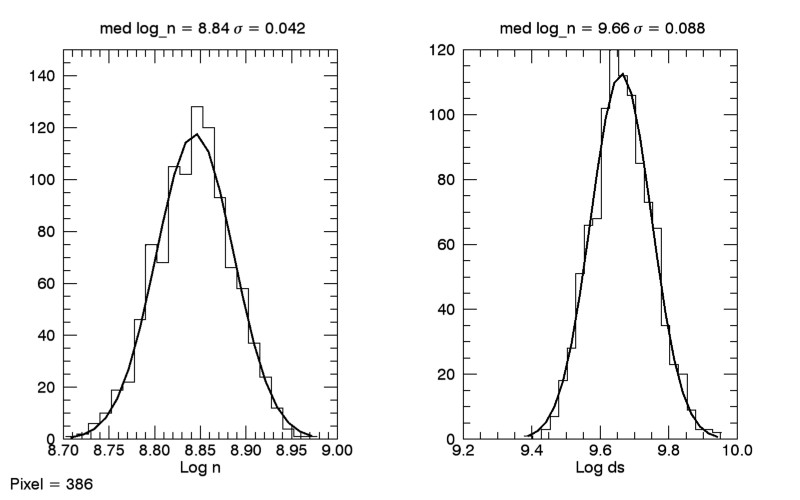 med log_n = 8.84 σ = 0.042
140
120
100
80
60
40
20
0
8.70 8.75 8.80 8.85 8.90 8.95 9.00
Log n
med log_n = 9.66 σ = 0.088
120
100
80
60
40
20
0
9.2 9.4 9.6 9.8 10.0
Log ds
Pixel = 386